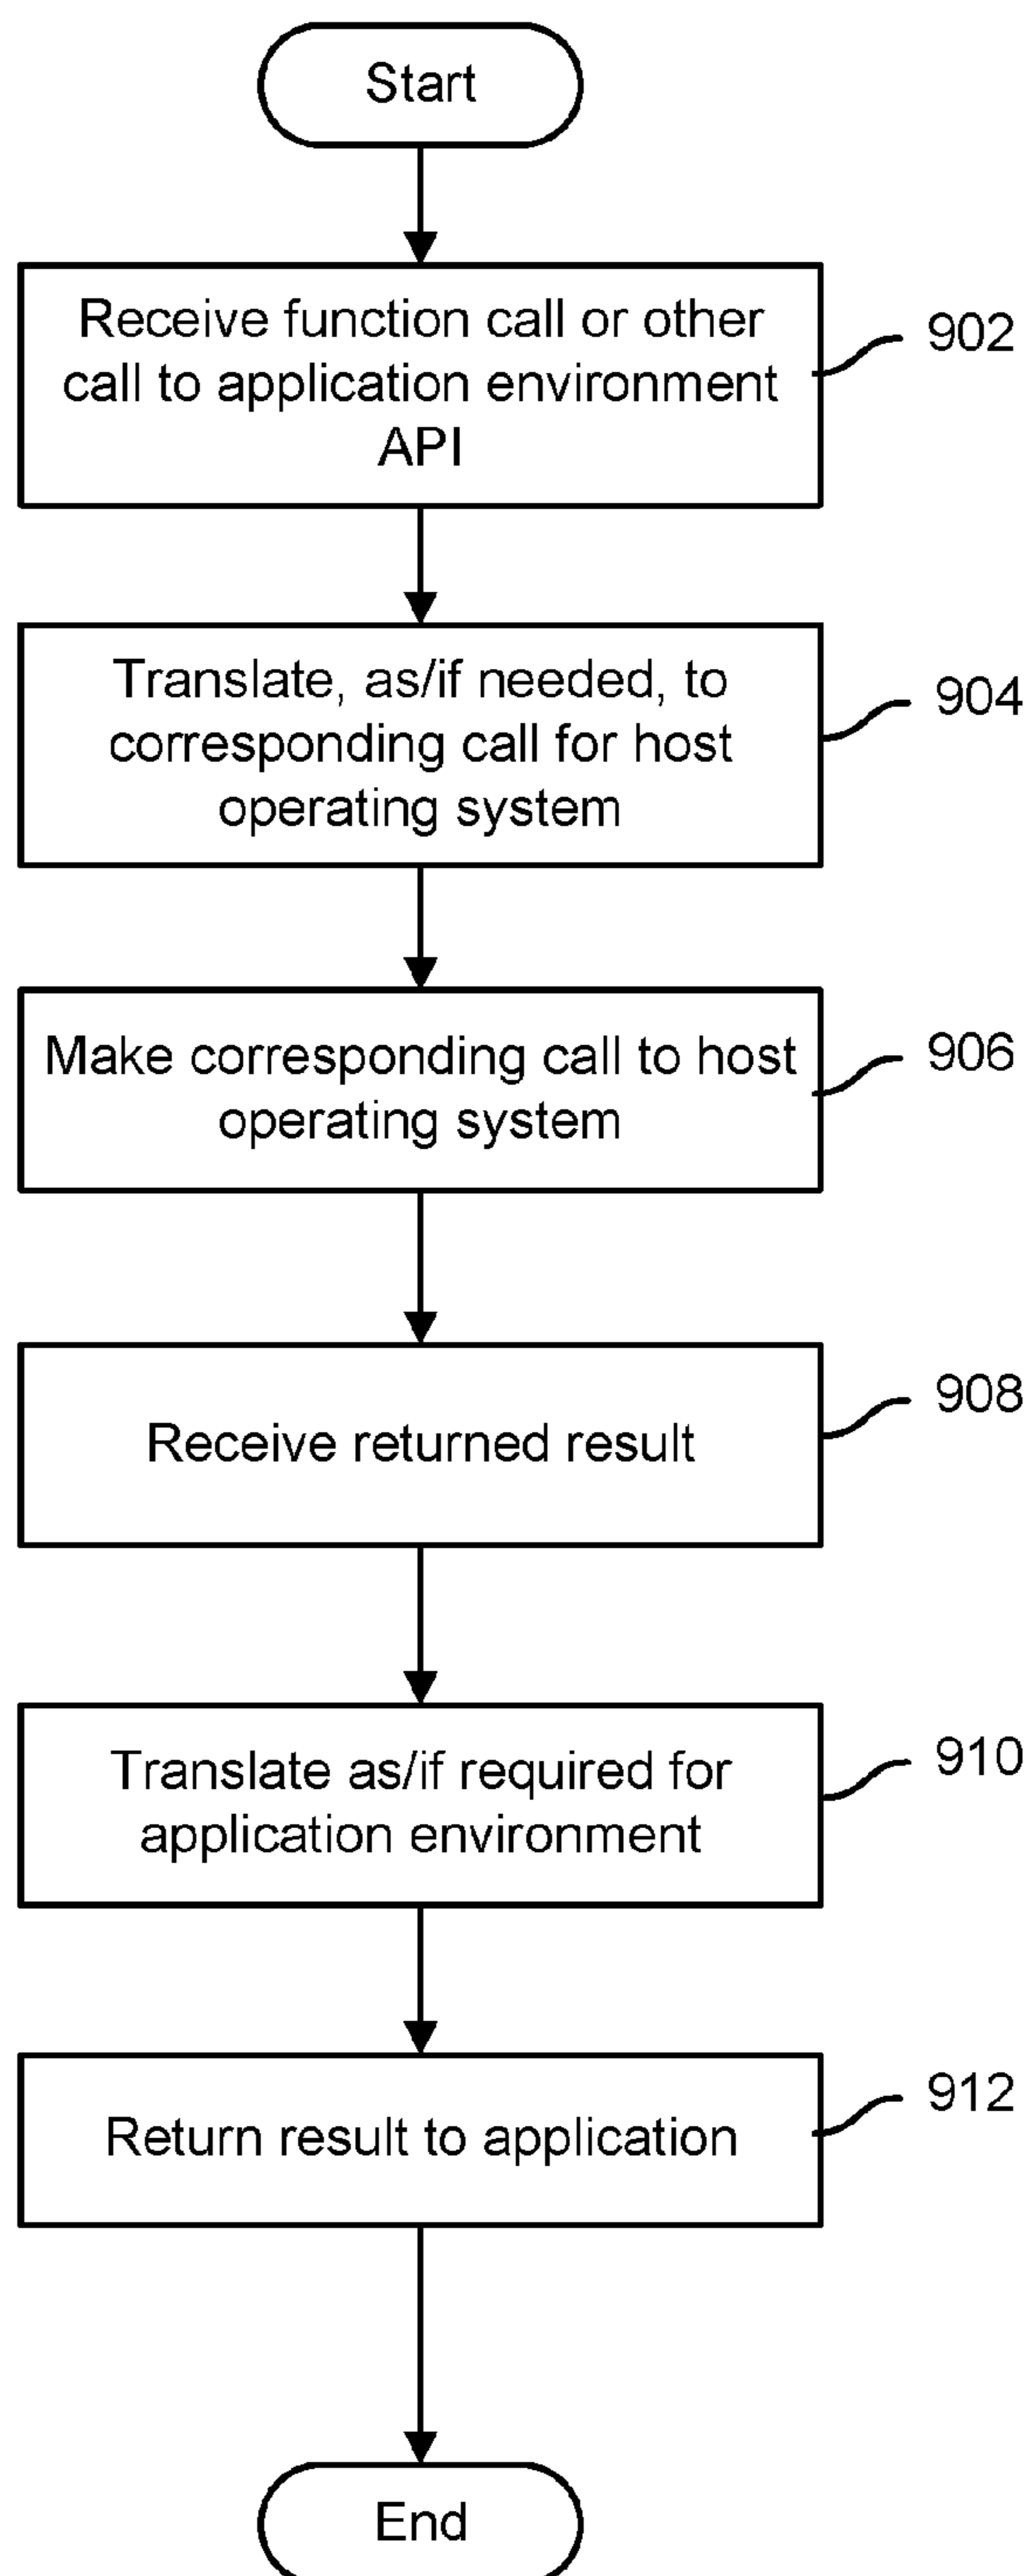 Start
Receive function call or other
call to application environment
API
902
Translate, as/if needed, to
corresponding call for host
operating system
904
Make corresponding call to host
operating system
906
Receive returned result
908
Translate as/if required for
application environment
910
Return result to application
912
End